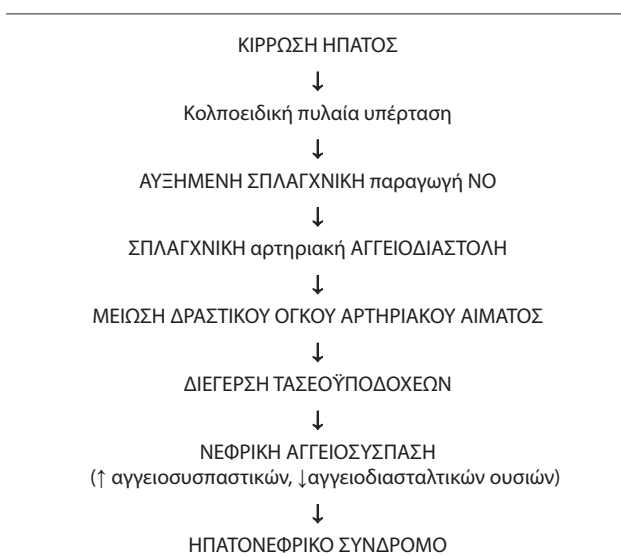 ΚΙΡΡΩΣΗ ΗΠΑΤΟΣ
↓
Κολποειδική πυλαία υπέρταση
↓
ΑΥΞΗΜΕΝΗ ΣΠΛΑΓΧΝΙΚΗ παραγωγή ΝΟ
↓
ΣΠΛΑΓΧΝΙΚΗ αρτηριακή ΑΓΓΕΙΟΔΙΑΣΤΟΛΗ
↓
ΜΕΙΩΣΗ ΔΡΑΣΤΙΚΟΥ ΟΓΚΟΥ ΑΡΤΗΡΙΑΚΟΥ ΑΙΜΑΤΟΣ
↓
ΔΙΕΓΕΡΣΗ ΤΑΣΕΟΫΠΟΔΟΧΕΩΝ
↓
ΝΕΦΡΙΚΗ ΑΓΓΕΙΟΣΥΣΠΑΣΗ
(↑ αγγειοσυσπαστικών, ↓αγγειοδιασταλτικών ουσιών)
↓
ΗΠΑΤΟΝΕΦΡΙΚΟ ΣΥΝΔΡΟΜΟ